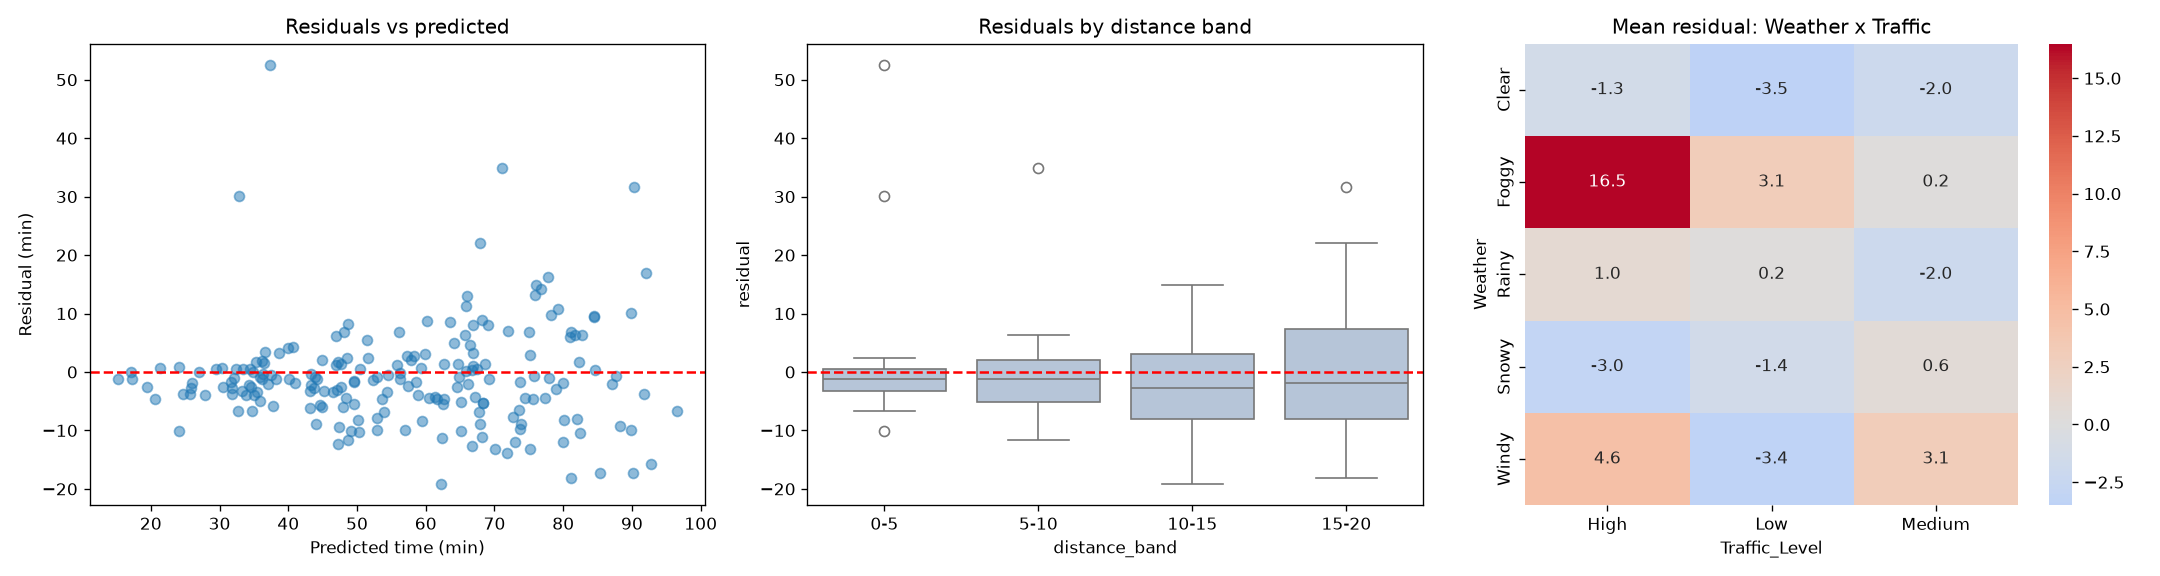 Residuals vs predicted
Residual (min)
50
40
30
20
10
0
−10
−20
20 30 40 50 60 70 80 90 100
Predicted time (min)
Residuals by distance band
residual
50
40
30
20
10
0
−10
−20
0-5 5-10 10-15 15-20
distance_band
Mean residual: Weather x Traffic
Weather
Clear -1.3 -3.5 -2.0
Foggy 16.5 3.1 0.2
Rainy 1.0 0.2 -2.0
Snowy -3.0 -1.4 0.6
Windy 4.6 -3.4 3.1
High Low Medium
Traffic_Level
15.0
12.5
10.0
7.5
5.0
2.5
0.0
−2.5